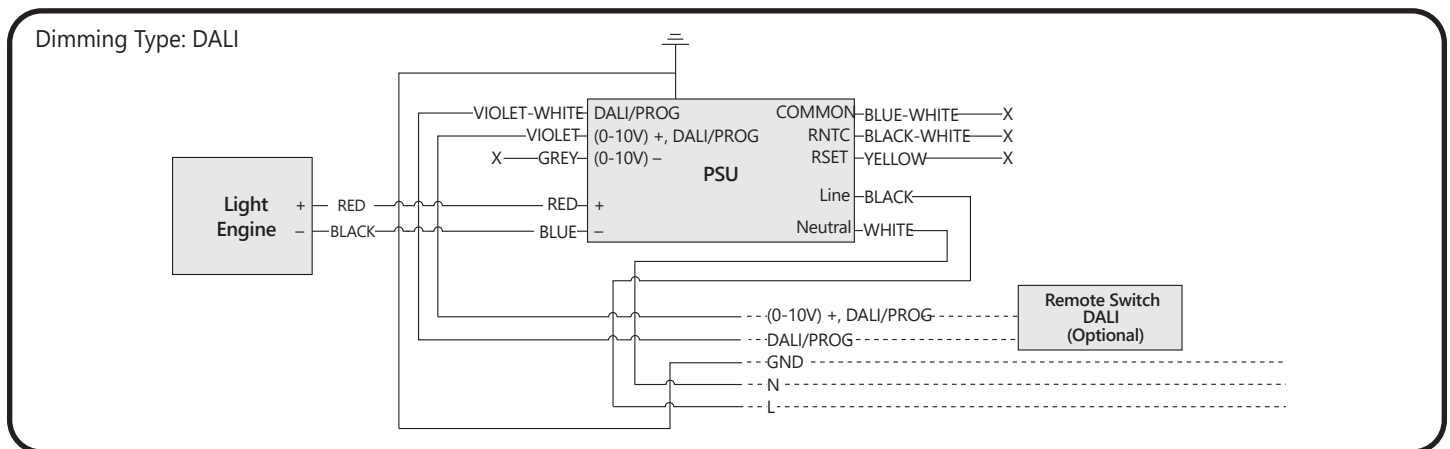 Dimming Type: DALI
VIOLET-WHITE DALI/PROG COMMON BLUE-WHITE X
VIOLET (0-10V) +, DALI/PROG RNTC BLACK-WHITE X
X GREY (0-10V) – RSET YELLOW X
PSU
Line BLACK
Light Engine
+ RED RED +
– BLACK BLUE –
Neutral WHITE
(0-10V) +, DALI/PROG
DALI/PROG
GND
N
L
Remote Switch
DALI
(Optional)